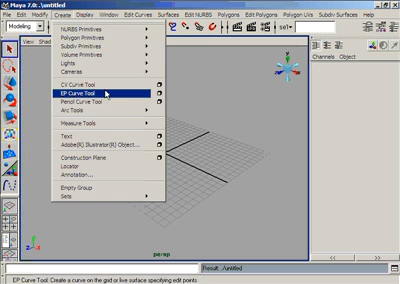 Maya 7.0: .\untitled
File Edit Modify Create Display Window Edit Curves Surfaces Edit NURBS Polygons Edit Polygons Polygon UVs Subdiv Surfaces Help
Modeling
sel
View Shading
NURBS Primitives
Polygon Primitives
Subdiv Primitives
Volume Primitives
Lights
Cameras
CV Curve Tool
EP Curve Tool
Pencil Curve Tool
Arc Tools
Measure Tools
Text
Adobe(R) Illustrator(R) Object...
Construction Plane
Locator
Annotation...
Empty Group
Sets
persp
Result: ./untitled
EP Curve Tool: Create a curve on the grid or live surface specifying edit points